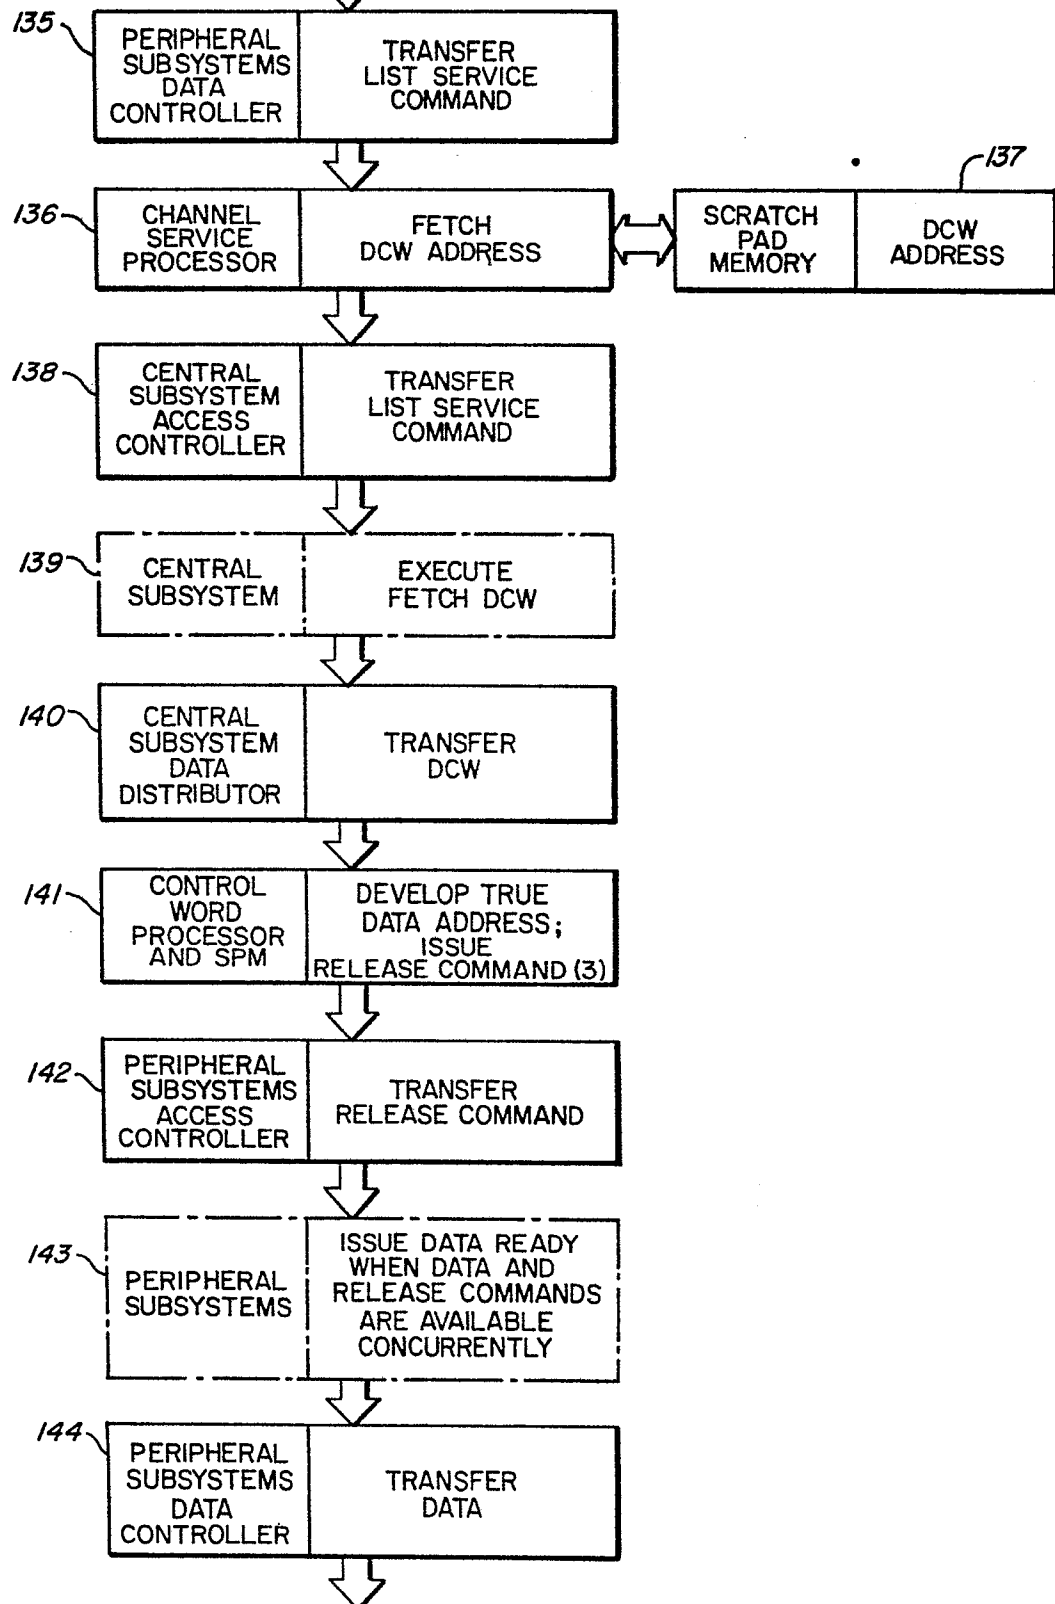 135
PERIPHERAL
SUBSYSTEMS
DATA
CONTROLLER
TRANSFER
LIST SERVICE
COMMAND
136
CHANNEL
SERVICE
PROCESSOR
FETCH
DCW ADDRESS
137
SCRATCH
PAD
MEMORY
DCW
ADDRESS
138
CENTRAL
SUBSYSTEM
ACCESS
CONTROLLER
TRANSFER
LIST SERVICE
COMMAND
139
CENTRAL
SUBSYSTEM
EXECUTE
FETCH DCW
140
CENTRAL
SUBSYSTEM
DATA
DISTRIBUTOR
TRANSFER
DCW
141
CONTROL
WORD
PROCESSOR
AND SPM
DEVELOP TRUE
DATA ADDRESS;
ISSUE
RELEASE COMMAND (3)
142
PERIPHERAL
SUBSYSTEMS
ACCESS
CONTROLLER
TRANSFER
RELEASE COMMAND
143
PERIPHERAL
SUBSYSTEMS
ISSUE DATA READY
WHEN DATA AND
RELEASE COMMANDS
ARE AVAILABLE
CONCURRENTLY
144
PERIPHERAL
SUBSYSTEMS
DATA
CONTROLLER
TRANSFER
DATA